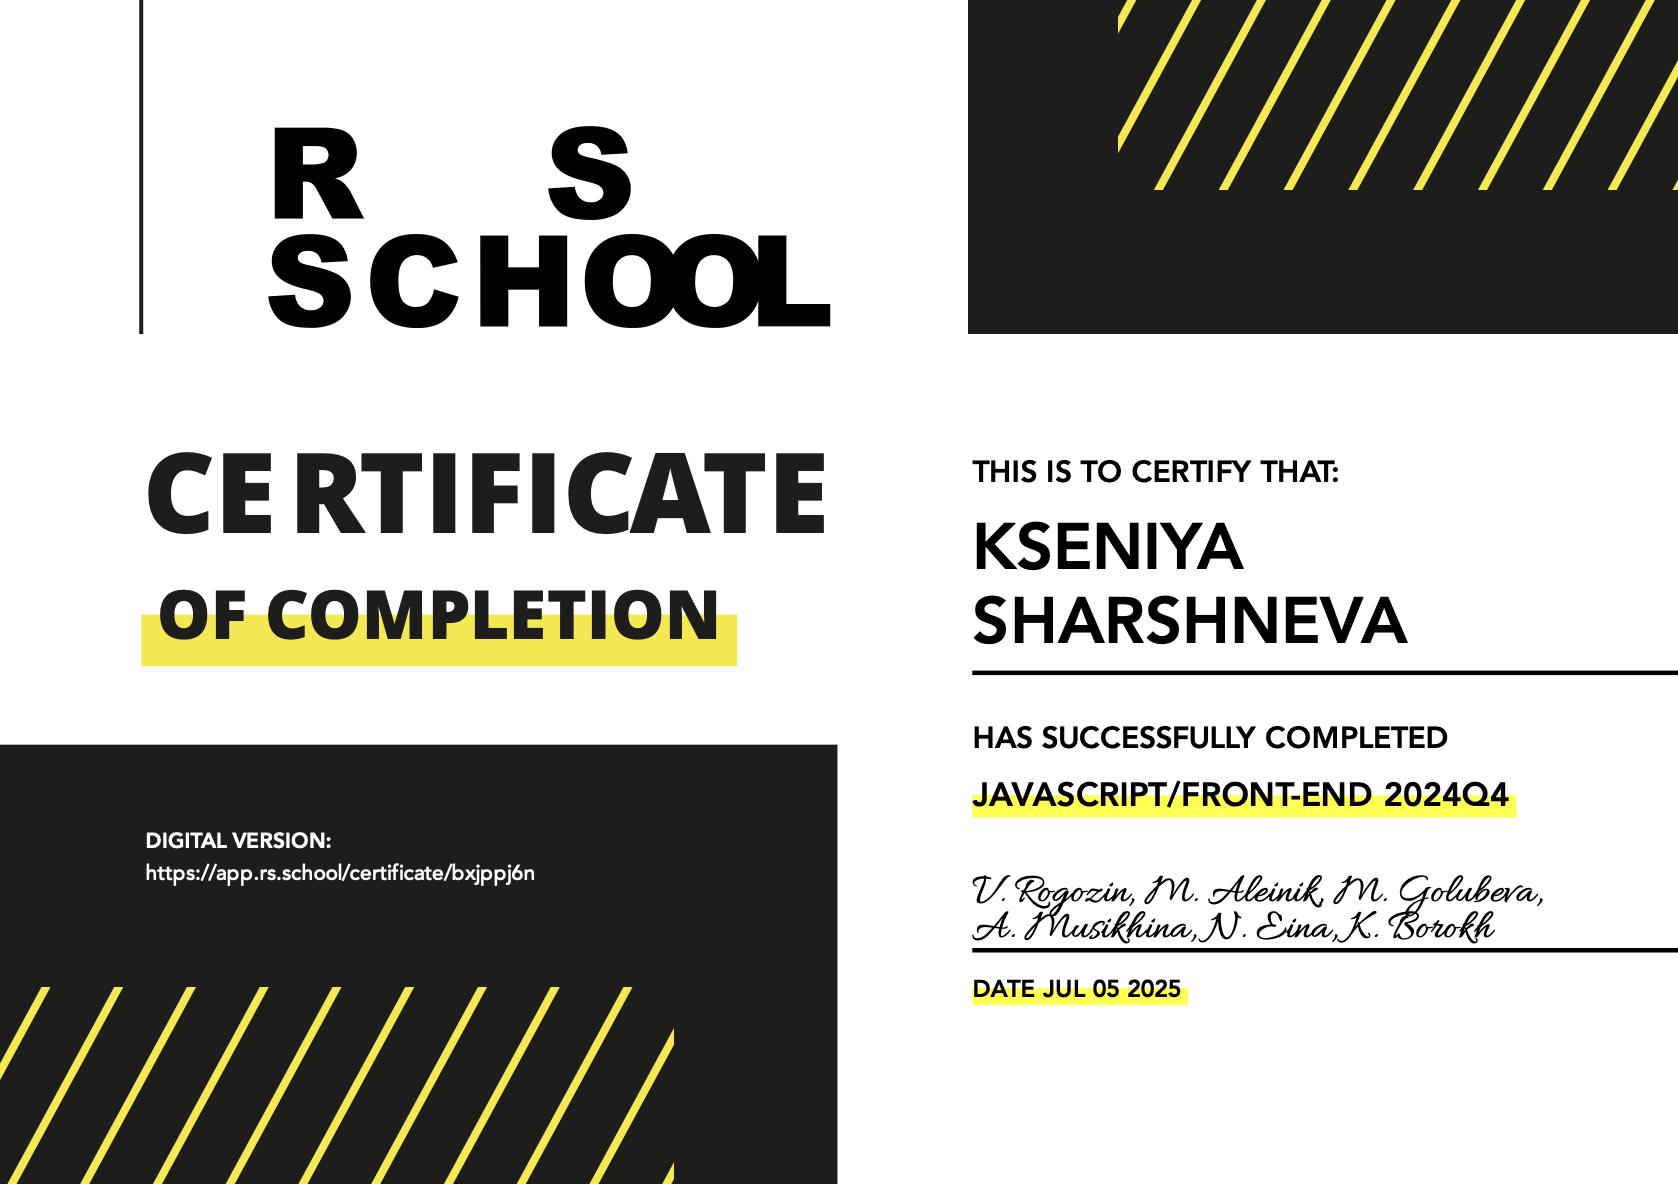 R S
SCHOOL
CERTIFICATE
OF COMPLETION
DIGITAL VERSION:
https://app.rs.school/certificate/bxjppj6n
THIS IS TO CERTIFY THAT:
KSENIYA
SHARSHNEVA
HAS SUCCESSFULLY COMPLETED
JAVASCRIPT/FRONT-END 2024Q4
V. Rogozin, M. Aleinik, M. Golubeva,
A. Musikhina, N. Eina, K. Borokh
DATE JUL 05 2025